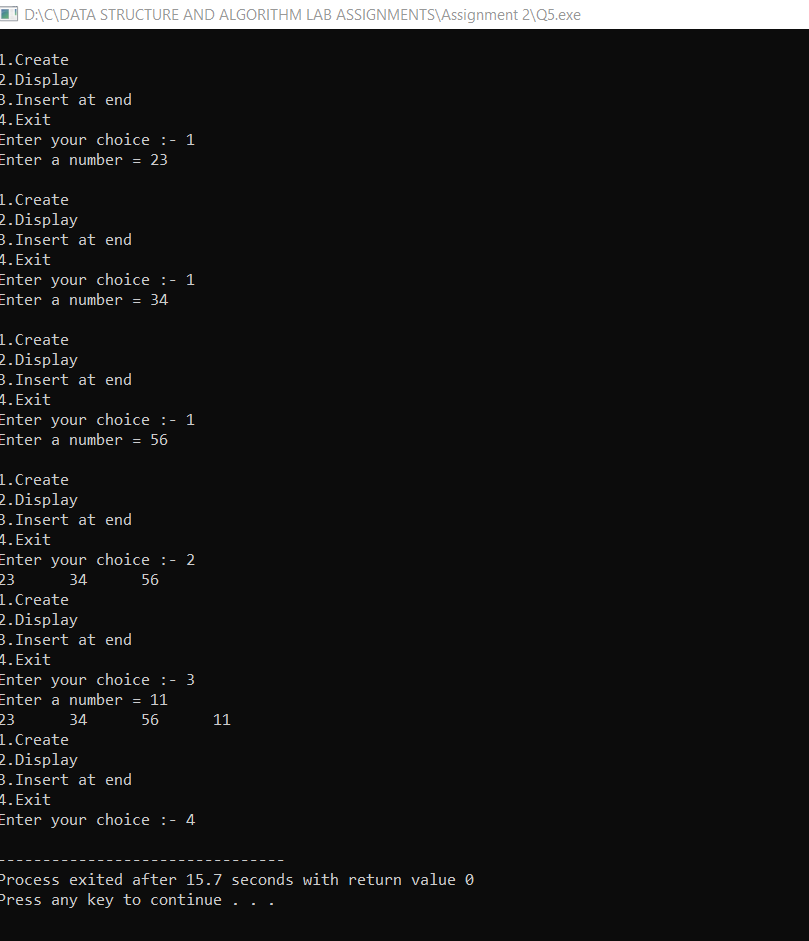 D:\C\DATA STRUCTURE AND ALGORITHM LAB ASSIGNMENTS\Assignment 2\Q5.exe
1.Create
2.Display
3.Insert at end
4.Exit
Enter your choice :- 1
Enter a number = 23
1.Create
2.Display
3.Insert at end
4.Exit
Enter your choice :- 1
Enter a number = 34
1.Create
2.Display
3.Insert at end
4.Exit
Enter your choice :- 1
Enter a number = 56
1.Create
2.Display
3.Insert at end
4.Exit
Enter your choice :- 2
23      34      56
1.Create
2.Display
3.Insert at end
4.Exit
Enter your choice :- 3
Enter a number = 11
23      34      56      11
1.Create
2.Display
3.Insert at end
4.Exit
Enter your choice :- 4
--------------------------------
Process exited after 15.7 seconds with return value 0
Press any key to continue . . .